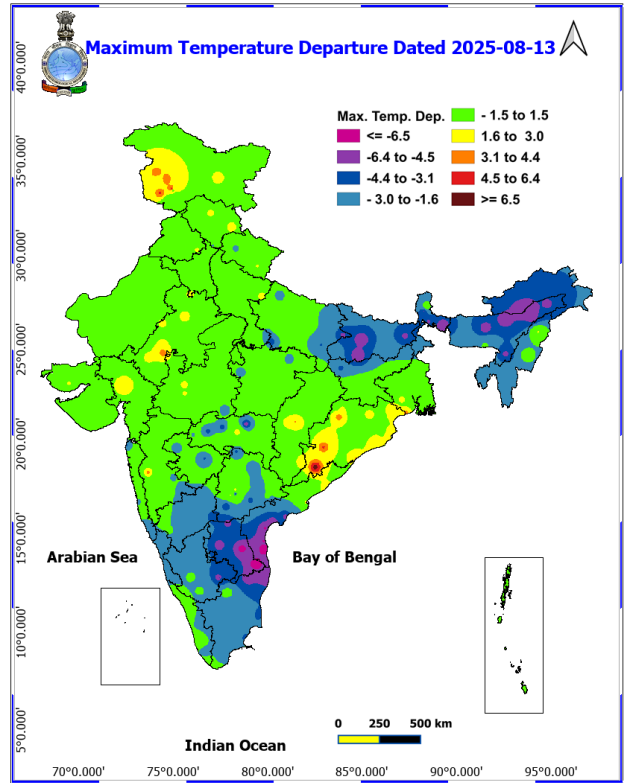 Maximum Temperature Departure Dated 2025-08-13
Max. Temp. Dep.
<= -6.5
-6.4 to -4.5
-4.4 to -3.1
- 3.0 to -1.6
- 1.5 to 1.5
1.6 to 3.0
3.1 to 4.4
4.5 to 6.4
>= 6.5
40°0.000'
35°0.000'
30°0.000'
25°0.000'
20°0.000'
15°0.000'
10°0.000'
5°0.000'
Arabian Sea
Bay of Bengal
Indian Ocean
0 250 500 km
70°0.000' 75°0.000' 80°0.000' 85°0.000' 90°0.000' 95°0.000'